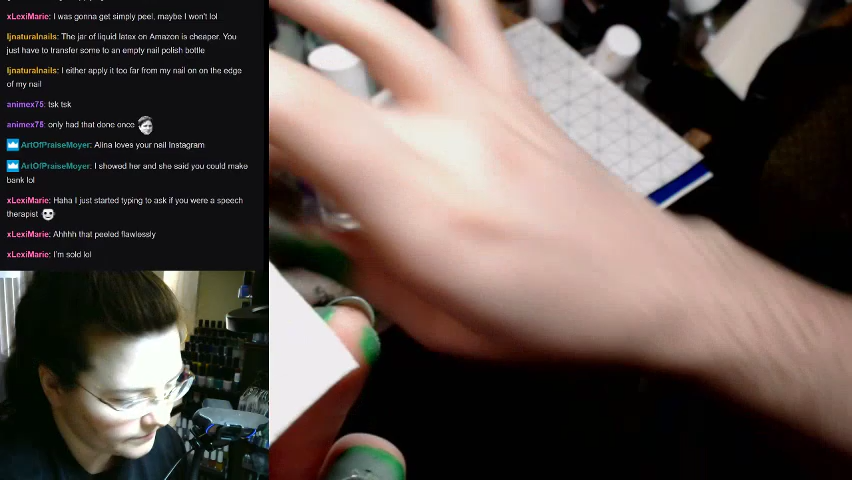 xLexiMarie: I was gonna get simply peel, maybe I won't lol
ljnaturalnails: The jar of liquid latex on Amazon is cheaper. You
just have to transfer some to an empty nail polish bottle
ljnaturalnails: I either apply it too far from my nail on on the edge
of my nail
animex75: tsk tsk
animex75: only had that done once
ArtOfPraiseMoyer: Alina loves your nail Instagram
ArtOfPraiseMoyer: I showed her and she said you could make
bank lol
xLexiMarie: Haha I just started typing to ask if you were a speech
therapist
xLexiMarie: Ahhhh that peeled flawlessly
xLexiMarie: I'm sold lol